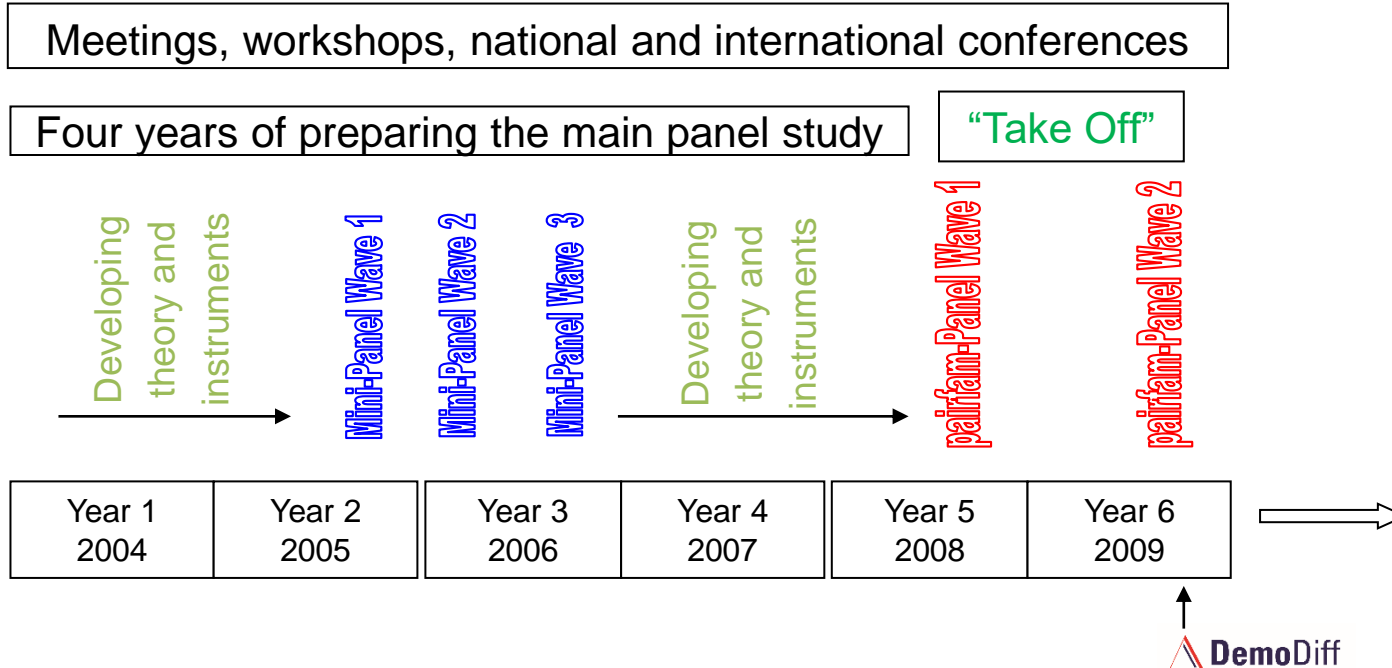 Meetings, workshops, national and international conferences
Four years of preparing the main panel study
“Take Off”
Developing
theory and
instruments
Mini-Panel Wave 1
Mini-Panel Wave 2
Mini-Panel Wave 3
Developing
theory and
instruments
pairfam-Panel Wave 1
pairfam-Panel Wave 2
Year 1
2004
Year 2
2005
Year 3
2006
Year 4
2007
Year 5
2008
Year 6
2009
DemoDiff